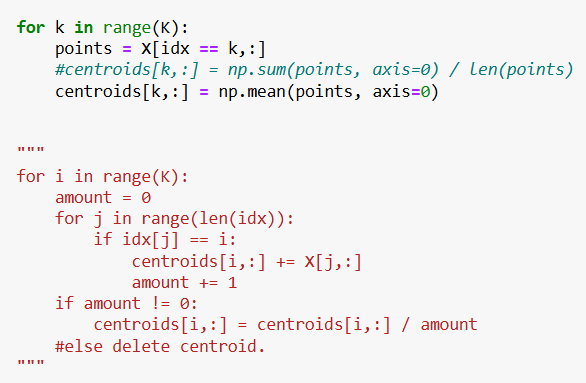 for k in range(K):
    points = X[idx == k,:]
    #centroids[k,:] = np.sum(points, axis=0) / len(points)
    centroids[k,:] = np.mean(points, axis=0)
"""
for i in range(K):
    amount = 0
    for j in range(len(idx)):
        if idx[j] == i:
            centroids[i,:] += X[j,:]
            amount += 1
    if amount != 0:
        centroids[i,:] = centroids[i,:] / amount
    #else delete centroid.
"""